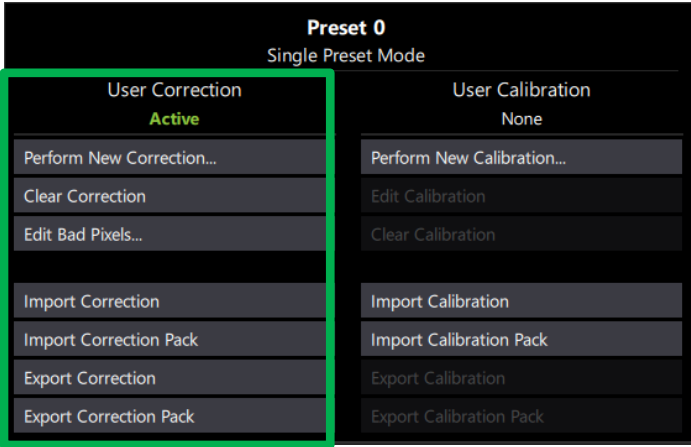 Preset 0
Single Preset Mode
User Correction
Active
Perform New Correction...
Clear Correction
Edit Bad Pixels...
Import Correction
Import Correction Pack
Export Correction
Export Correction Pack
User Calibration
None
Perform New Calibration...
Edit Calibration
Clear Calibration
Import Calibration
Import Calibration Pack
Export Calibration
Export Calibration Pack